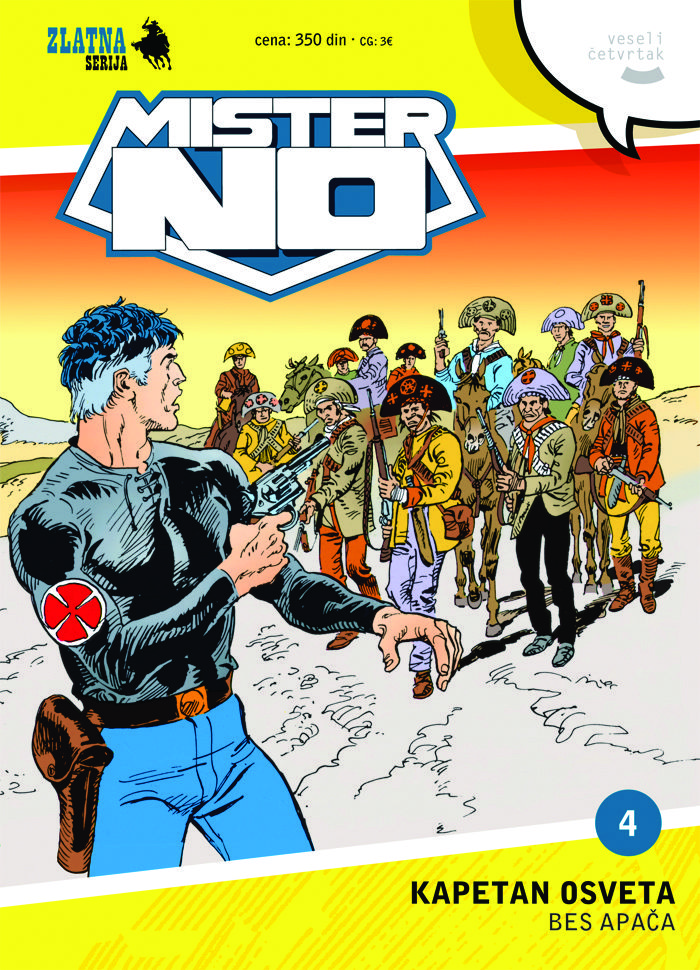 ZLATNA
SERIJA
cena: 350 din · CG: 3€
veseli
četvrtak
MISTER
NO
4
KAPETAN OSVETA
BES APAČA